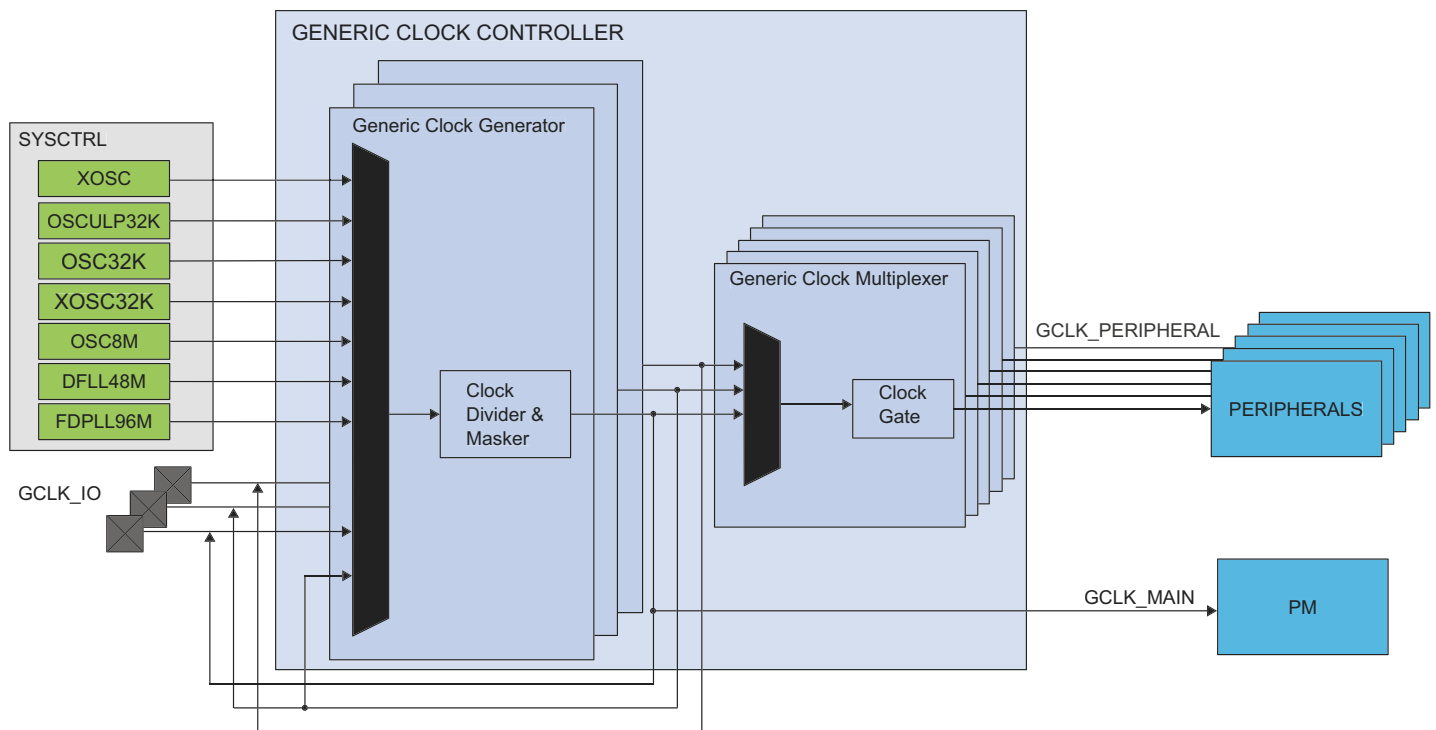 GENERIC CLOCK CONTROLLER
Generic Clock Generator
SYSCTRL
XOSC
OSCULP32K
OSC32K
XOSC32K
OSC8M
DFLL48M
FDPLL96M
GCLK_IO
Clock
Divider &
Masker
Generic Clock Multiplexer
Clock
Gate
GCLK_PERIPHERAL
PERIPHERALS
GCLK_MAIN
PM